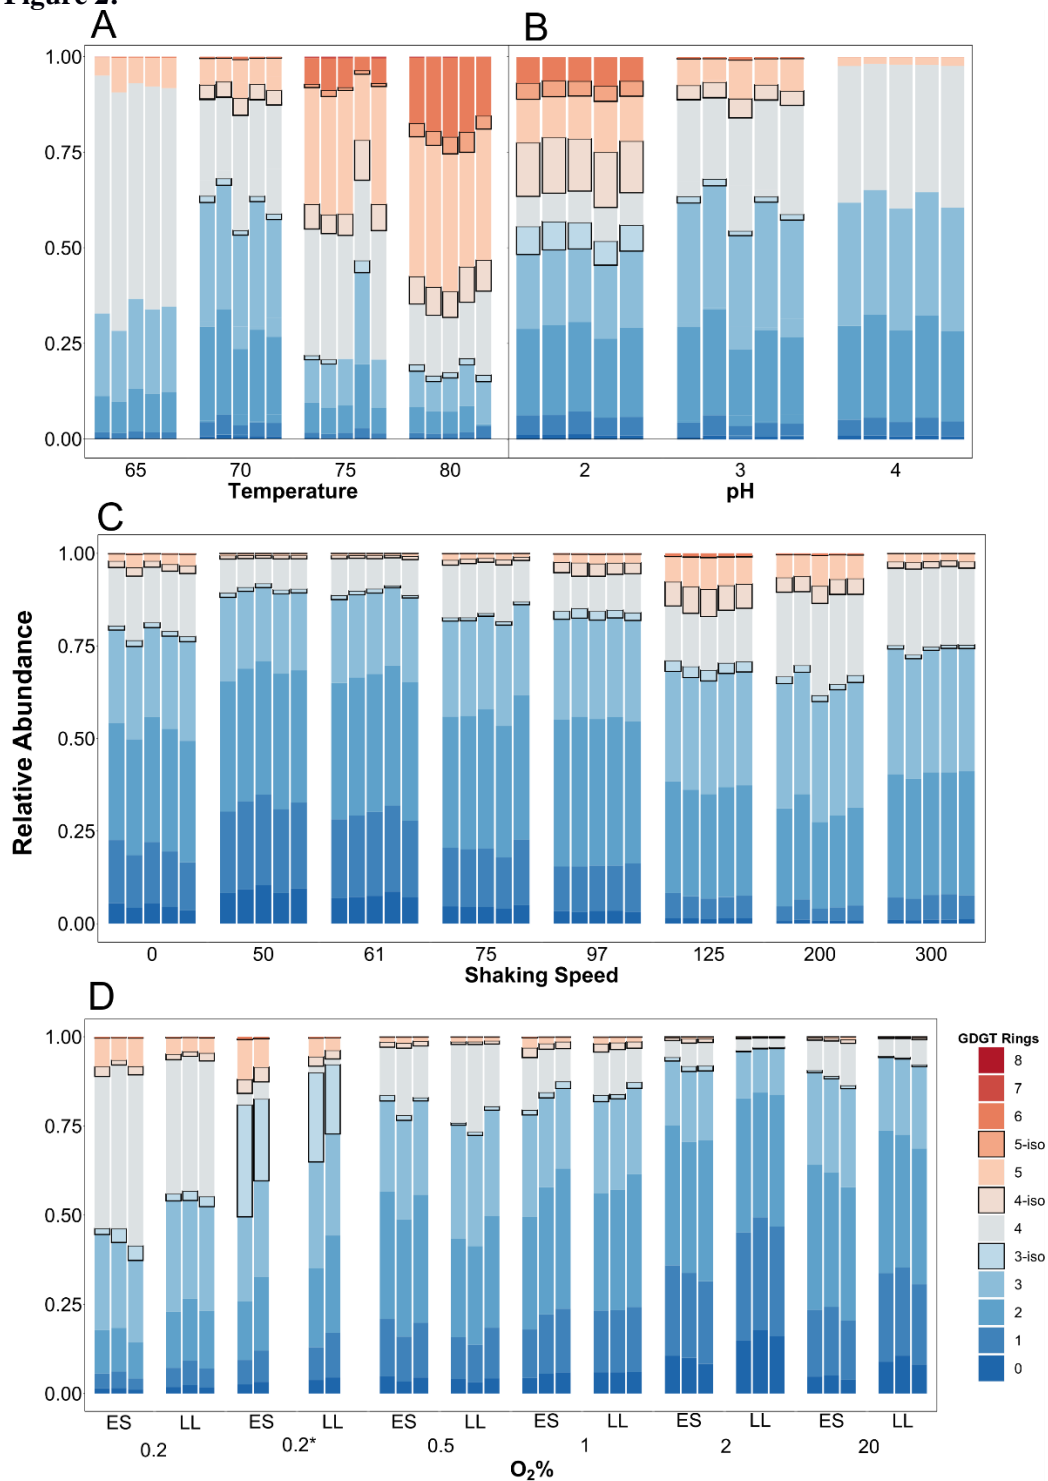 Figure 2.
A
B
1.00
0.75
0.50
0.25
0.00
65 70 75 80 2 3 4
Temperature pH
C
Relative Abundance
1.00
0.75
0.50
0.25
0.00
0 50 61 75 97 125 200 300
Shaking Speed
D
1.00
0.75
0.50
0.25
0.00
GDGT Rings
8
7
6
5-iso
5
4-iso
4
3-iso
3
2
1
0
ES LL ES LL ES LL ES LL ES LL ES LL
0.2 0.2* 0.5 1 2 20
O₂%